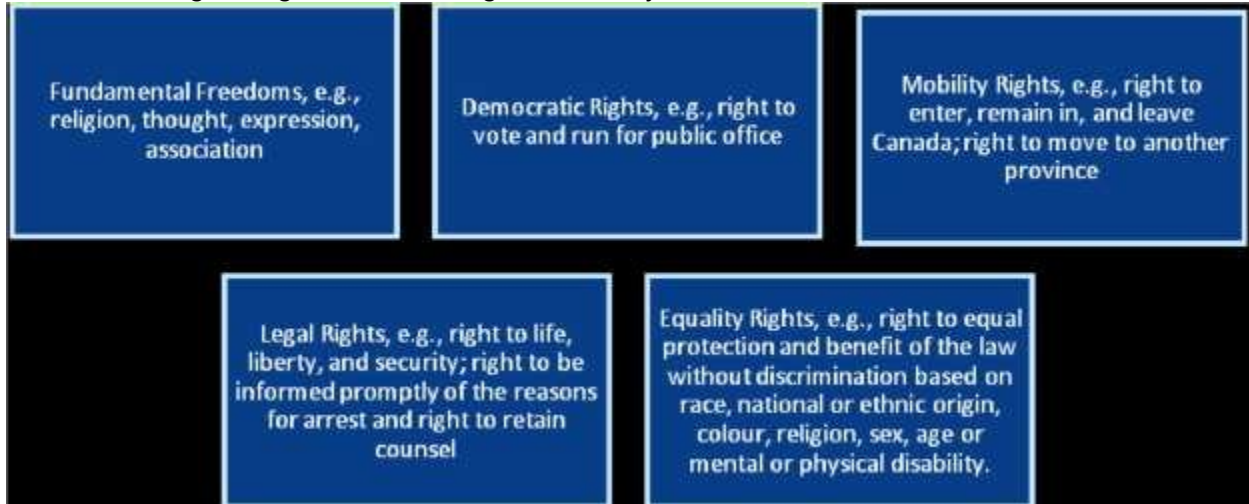 Fundamental Freedoms, e.g.,
religion, thought, expression,
association
Democratic Rights, e.g., right to
vote and run for public office
Mobility Rights, e.g., right to
enter, remain in, and leave
Canada; right to move to another
province
Legal Rights, e.g., right to life,
liberty, and security; right to be
informed promptly of the reasons
for arrest and right to retain
counsel
Equality Rights, e.g., right to equal
protection and benefit of the law
without discrimination based on
race, national or ethnic origin,
colour, religion, sex, age or
mental or physical disability.